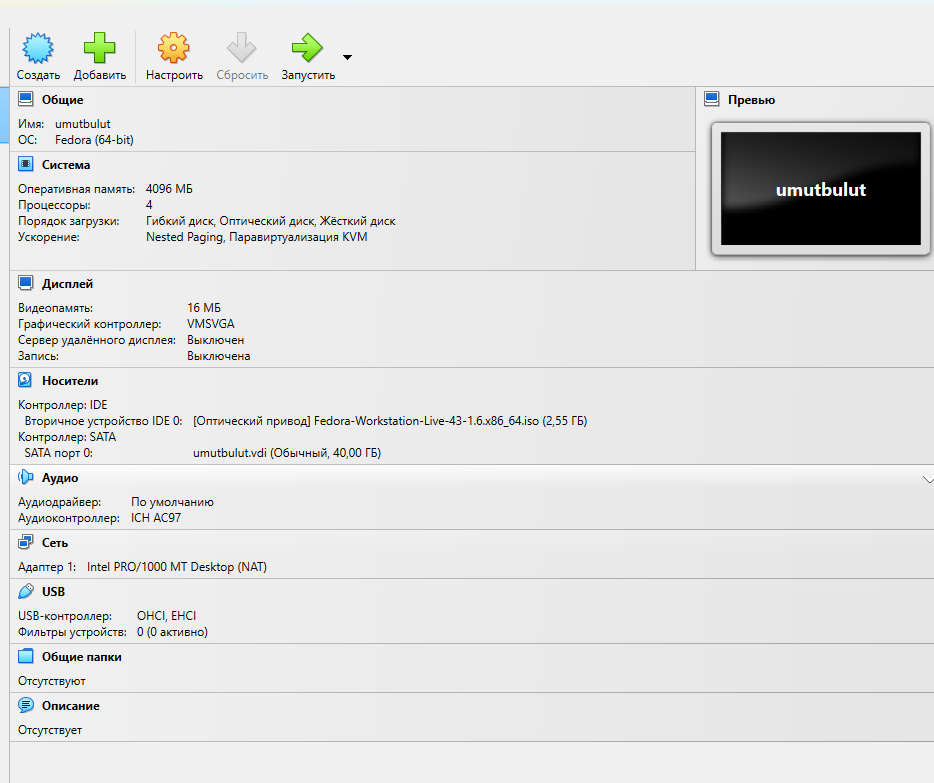 Создать Добавить Настроить Сбросить Запустить
Общие
Имя: umutbulut
ОС: Fedora (64-bit)
Превью
umutbulut
Система
Оперативная память: 4096 МБ
Процессоры: 4
Порядок загрузки: Гибкий диск, Оптический диск, Жёсткий диск
Ускорение: Nested Paging, Паравиртуализация KVM
Дисплей
Видеопамять: 16 МБ
Графический контроллер: VMSVGA
Сервер удалённого дисплея: Выключен
Запись: Выключена
Носители
Контроллер: IDE
Вторичное устройство IDE 0: [Оптический привод] Fedora-Workstation-Live-43-1.6.x86_64.iso (2,55 ГБ)
Контроллер: SATA
SATA порт 0: umutbulut.vdi (Обычный, 40,00 ГБ)
Аудио
Аудиодрайвер: По умолчанию
Аудиоконтроллер: ICH AC97
Сеть
Адаптер 1: Intel PRO/1000 MT Desktop (NAT)
USB
USB-контроллер: OHCI, EHCI
Фильтры устройств: 0 (0 активно)
Общие папки
Отсутствуют
Описание
Отсутствует